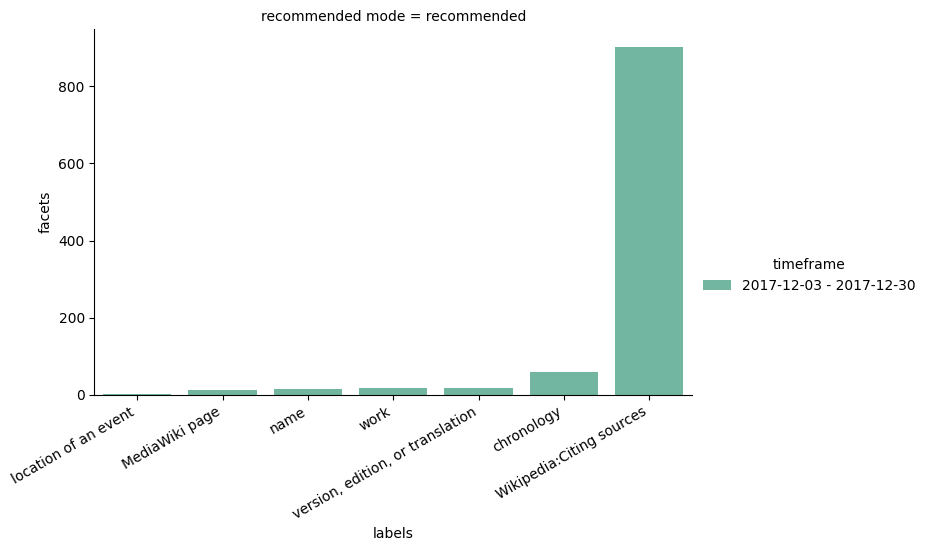 recommended mode = recommended
facets
800
600
400
200
0
location of an event
MediaWiki page
name
work
version, edition, or translation
chronology
Wikipedia:Citing sources
labels
timeframe
2017-12-03 - 2017-12-30